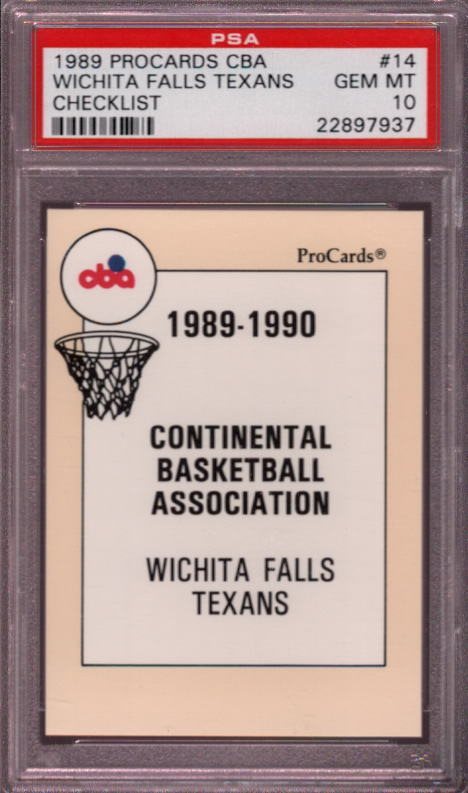 PSA
1989 PROCARDS CBA #14
WICHITA FALLS TEXANS GEM MT
CHECKLIST 10
22897937
ProCards®
cba
1989-1990
CONTINENTAL
BASKETBALL
ASSOCIATION
WICHITA FALLS
TEXANS